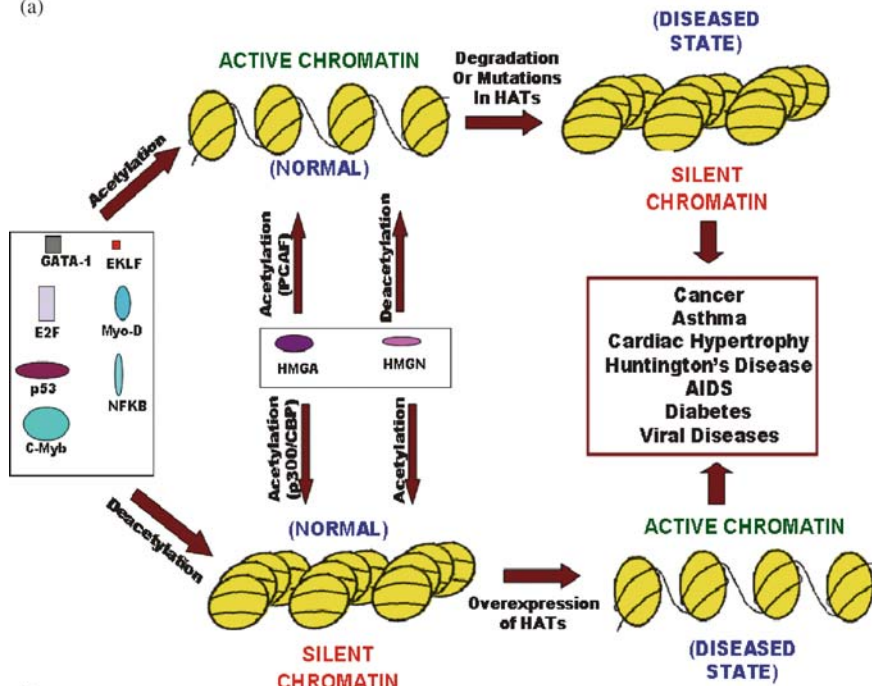 (a)
ACTIVE CHROMATIN
(NORMAL)
Degradation
Or Mutations
In HATs
(DISEASED
STATE)
SILENT
CHROMATIN
Acetylation
GATA-1
EKLF
E2F
Myo-D
p53
NFKB
C-Myb
Deacetylation
Acetylation
(PCAF)
Deacetylation
HMGA
HMGN
Acetylation
(p300/CBP)
Acetylation
Cancer
Asthma
Cardiac Hypertrophy
Huntington's Disease
AIDS
Diabetes
Viral Diseases
(NORMAL)
SILENT
CHROMATIN
Overexpression
of HATs
ACTIVE CHROMATIN
(DISEASED
STATE)